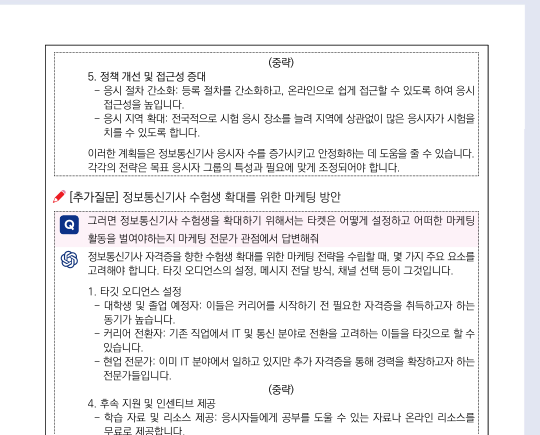 (중략)
5. 정책 개선 및 접근성 증대
– 응시 절차 간소화: 등록 절차를 간소화하고, 온라인으로 쉽게 접근할 수 있도록 하여 응시
접근성을 높입니다.
– 응시 지역 확대: 전국적으로 시험 응시 장소를 늘려 지역에 상관없이 많은 응시자가 시험을
치를 수 있도록 합니다.
이러한 계획들은 정보통신기사 응시자 수를 증가시키고 안정화하는 데 도움을 줄 수 있습니다.
각각의 전략은 목표 응시자 그룹의 특성과 필요에 맞게 조정되어야 합니다.
[추가질문] 정보통신기사 수험생 확대를 위한 마케팅 방안
Q 그러면 정보통신기사 수험생을 확대하기 위해서는 타켓은 어떻게 설정하고 어떠한 마케팅
활동을 벌여야하는지 마케팅 전문가 관점에서 답변해줘
정보통신기사 자격증을 향한 수험생 확대를 위한 마케팅 전략을 수립할 때, 몇 가지 주요 요소를
고려해야 합니다. 타깃 오디언스의 설정, 메시지 전달 방식, 채널 선택 등이 그것입니다.
1. 타깃 오디언스 설정
– 대학생 및 졸업 예정자: 이들은 커리어를 시작하기 전 필요한 자격증을 취득하고자 하는
동기가 높습니다.
– 커리어 전환자: 기존 직업에서 IT 및 통신 분야로 전환을 고려하는 이들을 타깃으로 할 수
있습니다.
– 현업 전문가: 이미 IT 분야에서 일하고 있지만 추가 자격증을 통해 경력을 확장하고자 하는
전문가들입니다.
(중략)
4. 후속 지원 및 인센티브 제공
– 학습 자료 및 리소스 제공: 응시자들에게 공부를 도울 수 있는 자료나 온라인 리소스를
무료로 제공합니다.